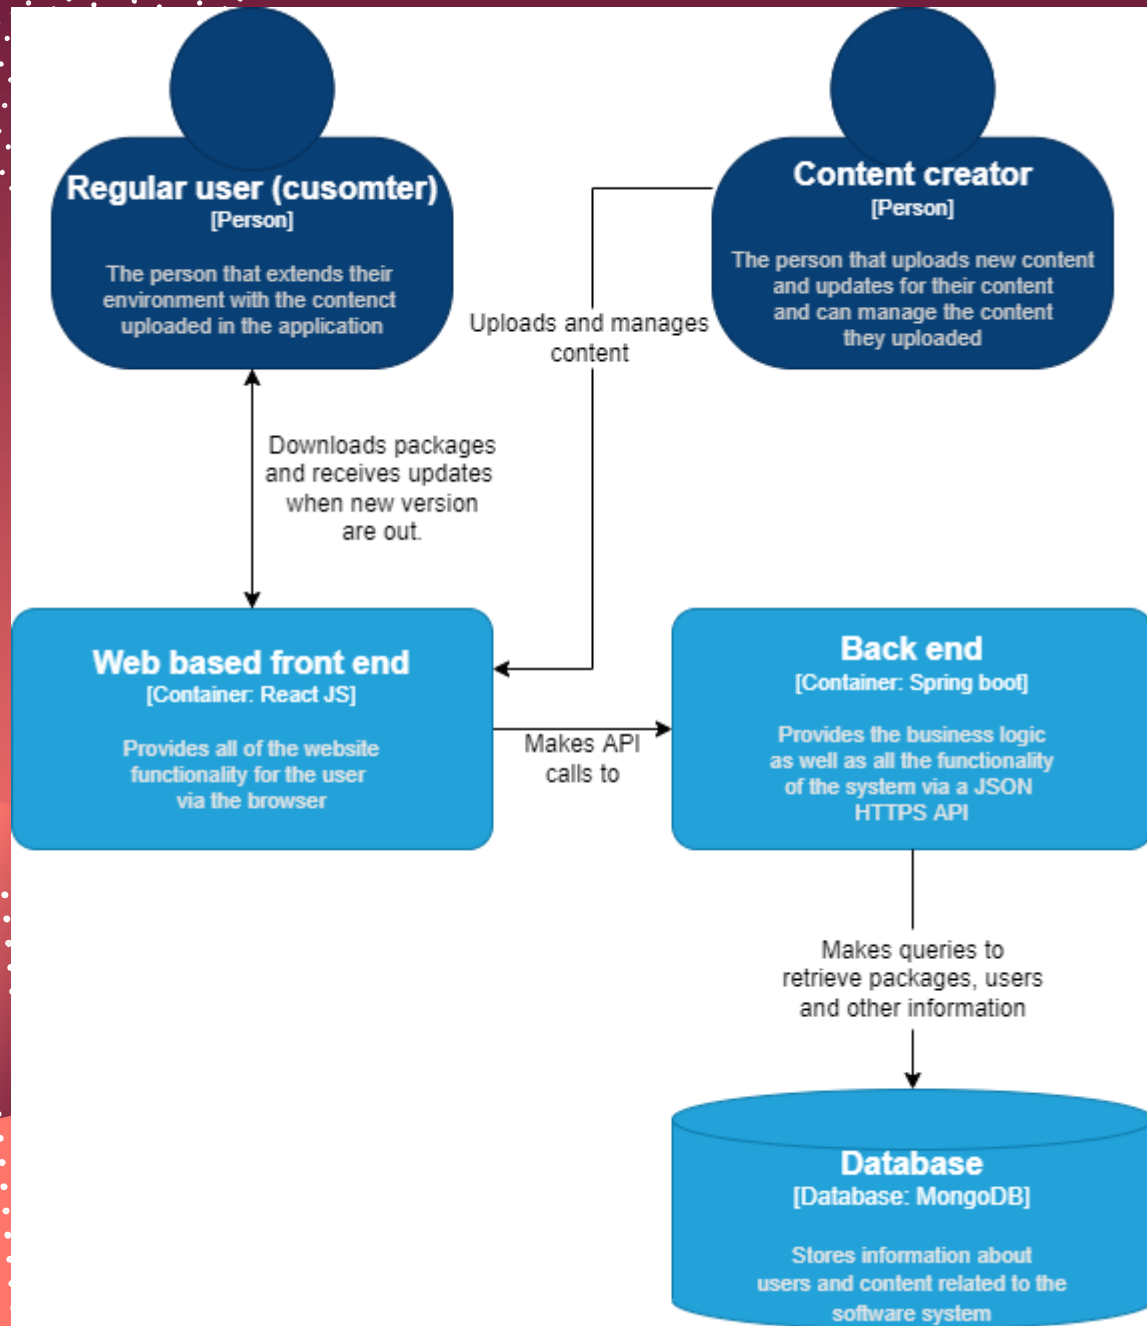 Regular user (cusomter)
[Person]
The person that extends their
environment with the contenct
uploaded in the application
Content creator
[Person]
The person that uploads new content
and updates for their content
and can manage the content
they uploaded
Uploads and manages
content
Downloads packages
and receives updates
when new version
are out.
Web based front end
[Container: React JS]
Provides all of the website
functionality for the user
via the browser
Makes API
calls to
Back end
[Container: Spring boot]
Provides the business logic
as well as all the functionality
of the system via a JSON
HTTPS API
Makes queries to
retrieve packages, users
and other information
Database
[Database: MongoDB]
Stores information about
users and content related to the
software system